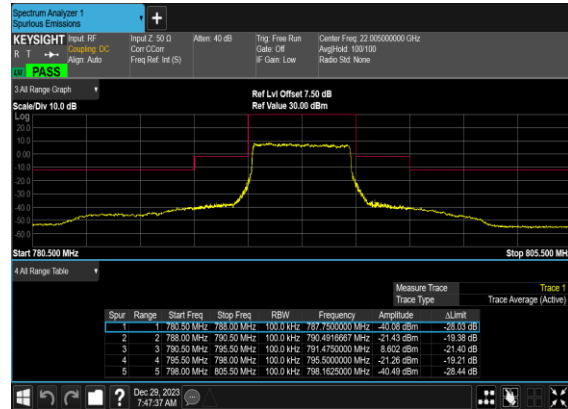 Spectrum Analyzer 1
Spurious Emissions
+
KEYSIGHT Input: RF Input Z: 50 Ω Atten: 40 dB Trig: Free Run Center Freq: 22.005000000 GHz
R T Coupling: DC Corr CCorr Gate: Off Avg|Hold: 100/100
Align: Auto Freq Ref: Int (S) IF Gain: Low Radio Std: None
LW PASS
3 All Range Graph Ref Lvl Offset 7.50 dB
Scale/Div 10.0 dB Ref Value 30.00 dBm
Log
20.0
10.0
0.00
-10.0
-20.0
-30.0
-40.0
-50.0
-60.0
Start 780.500 MHz Stop 805.500 MH
4 All Range Table
Measure Trace Trace 1
Trace Type Trace Average (Active)
Spur Range Start Freq Stop Freq RBW Frequency Amplitude ΔLimit
1 1 780.50 MHz 788.00 MHz 100.0 kHz 787.7500000 MHz -40.08 dBm -28.03 dB
2 2 788.00 MHz 790.50 MHz 100.0 kHz 790.4916667 MHz -21.43 dBm -19.38 dB
3 3 790.50 MHz 795.50 MHz 100.0 kHz 791.4750000 MHz 8.602 dBm -21.40 dB
4 4 795.50 MHz 798.00 MHz 100.0 kHz 795.5000000 MHz -21.26 dBm -19.21 dB
5 5 798.00 MHz 805.50 MHz 100.0 kHz 798.1625000 MHz -40.49 dBm -28.44 dB
? Dec 29, 2023
7:47:37 AM